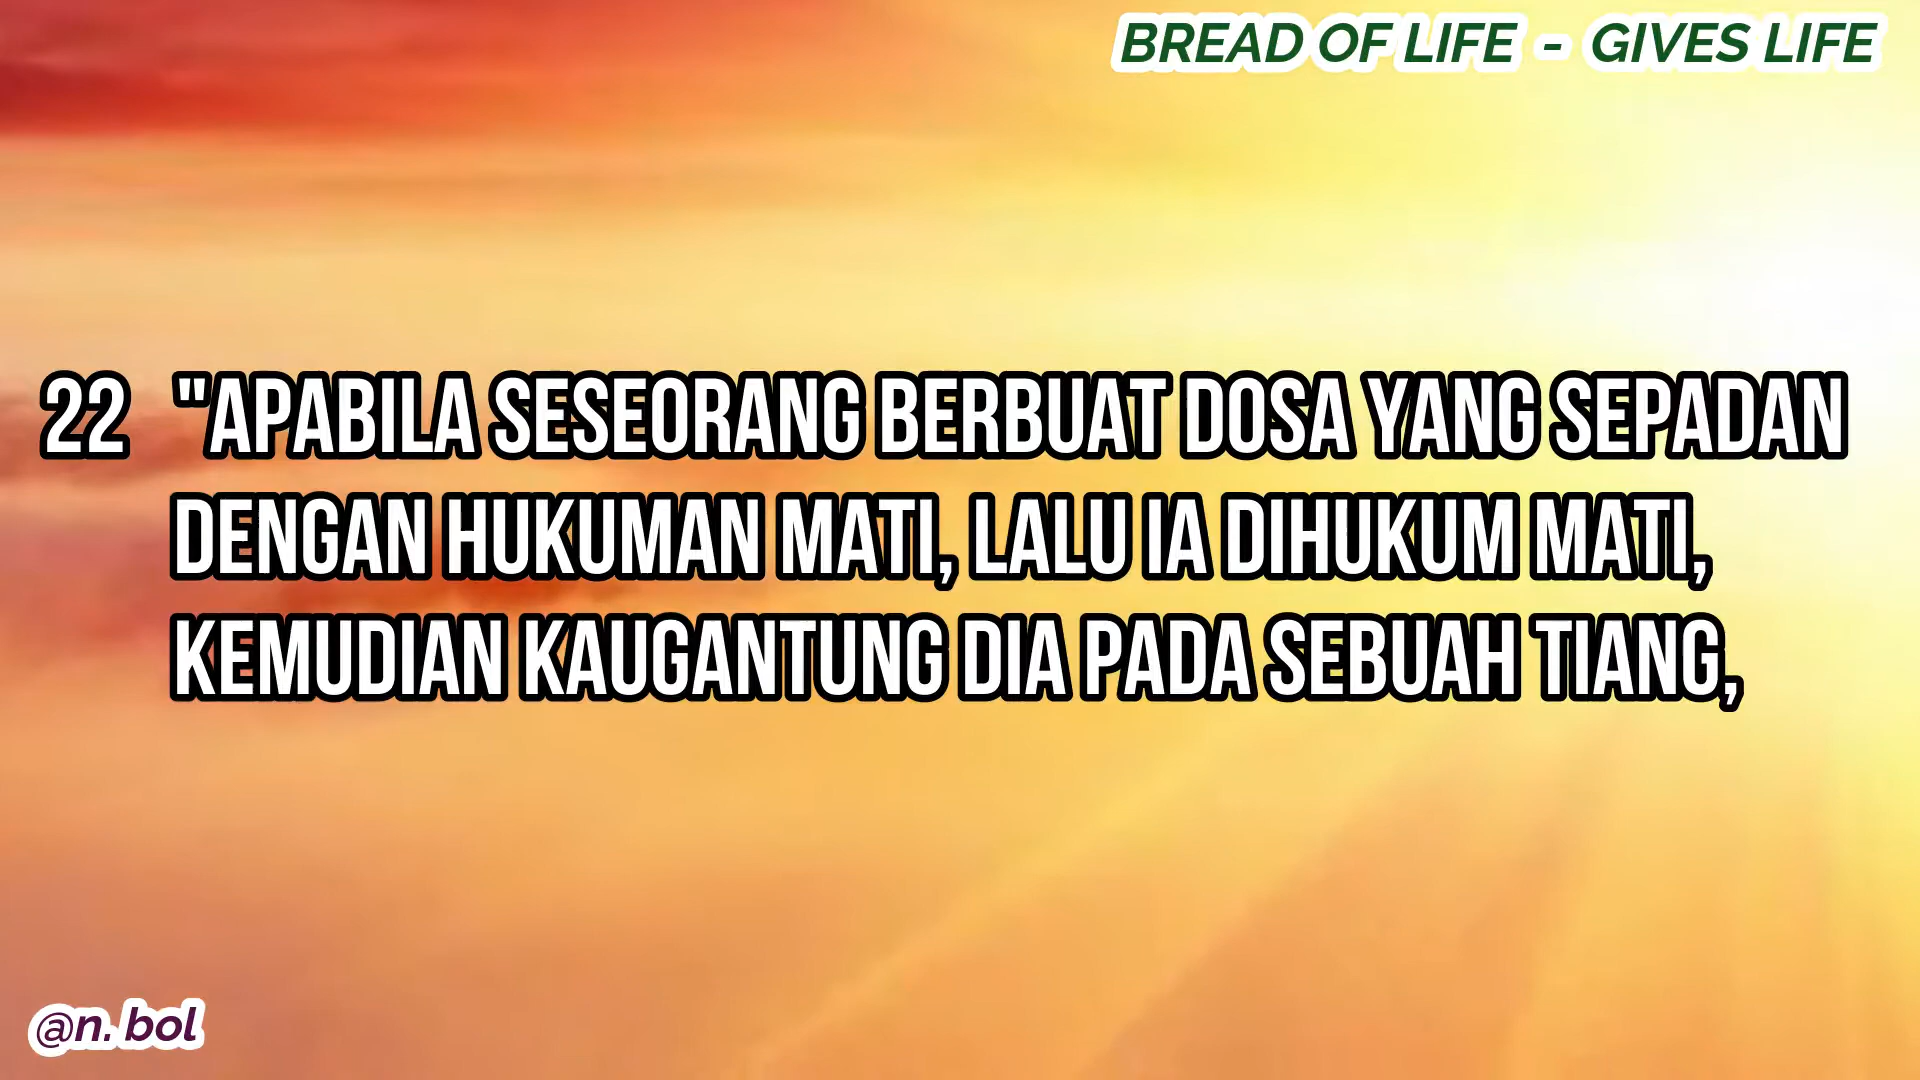 BREAD OF LIFE - GIVES LIFE
22 "APABILA SESEORANG BERBUAT DOSA YANG SEPADAN
DENGAN HUKUMAN MATI, LALU IA DIHUKUM MATI,
KEMUDIAN KAUGANTUNG DIA PADA SEBUAH TIANG,
@n. bol